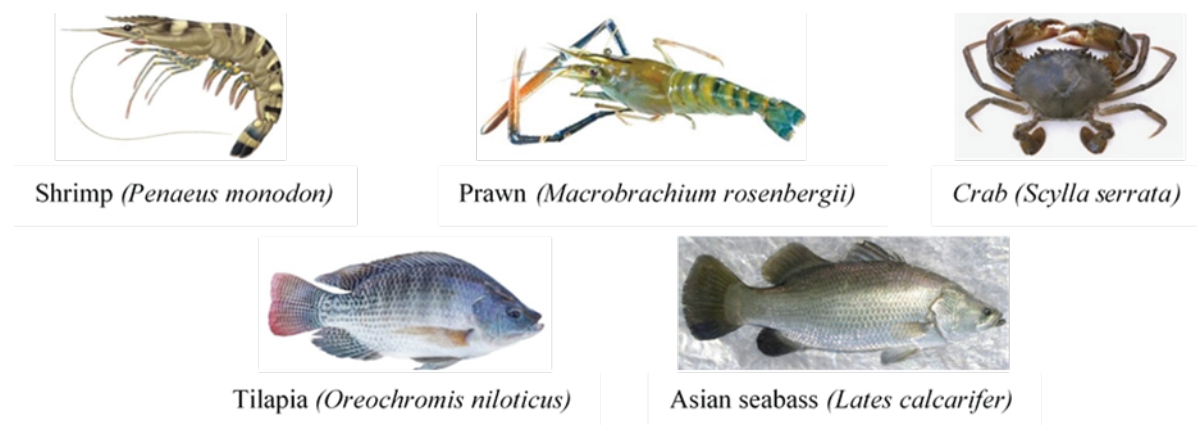 Shrimp (Penaeus monodon)
Prawn (Macrobrachium rosenbergii)
Crab (Scylla serrata)
Tilapia (Oreochromis niloticus)
Asian seabass (Lates calcarifer)